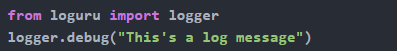 from loguru import logger
logger.debug("This's a log message")